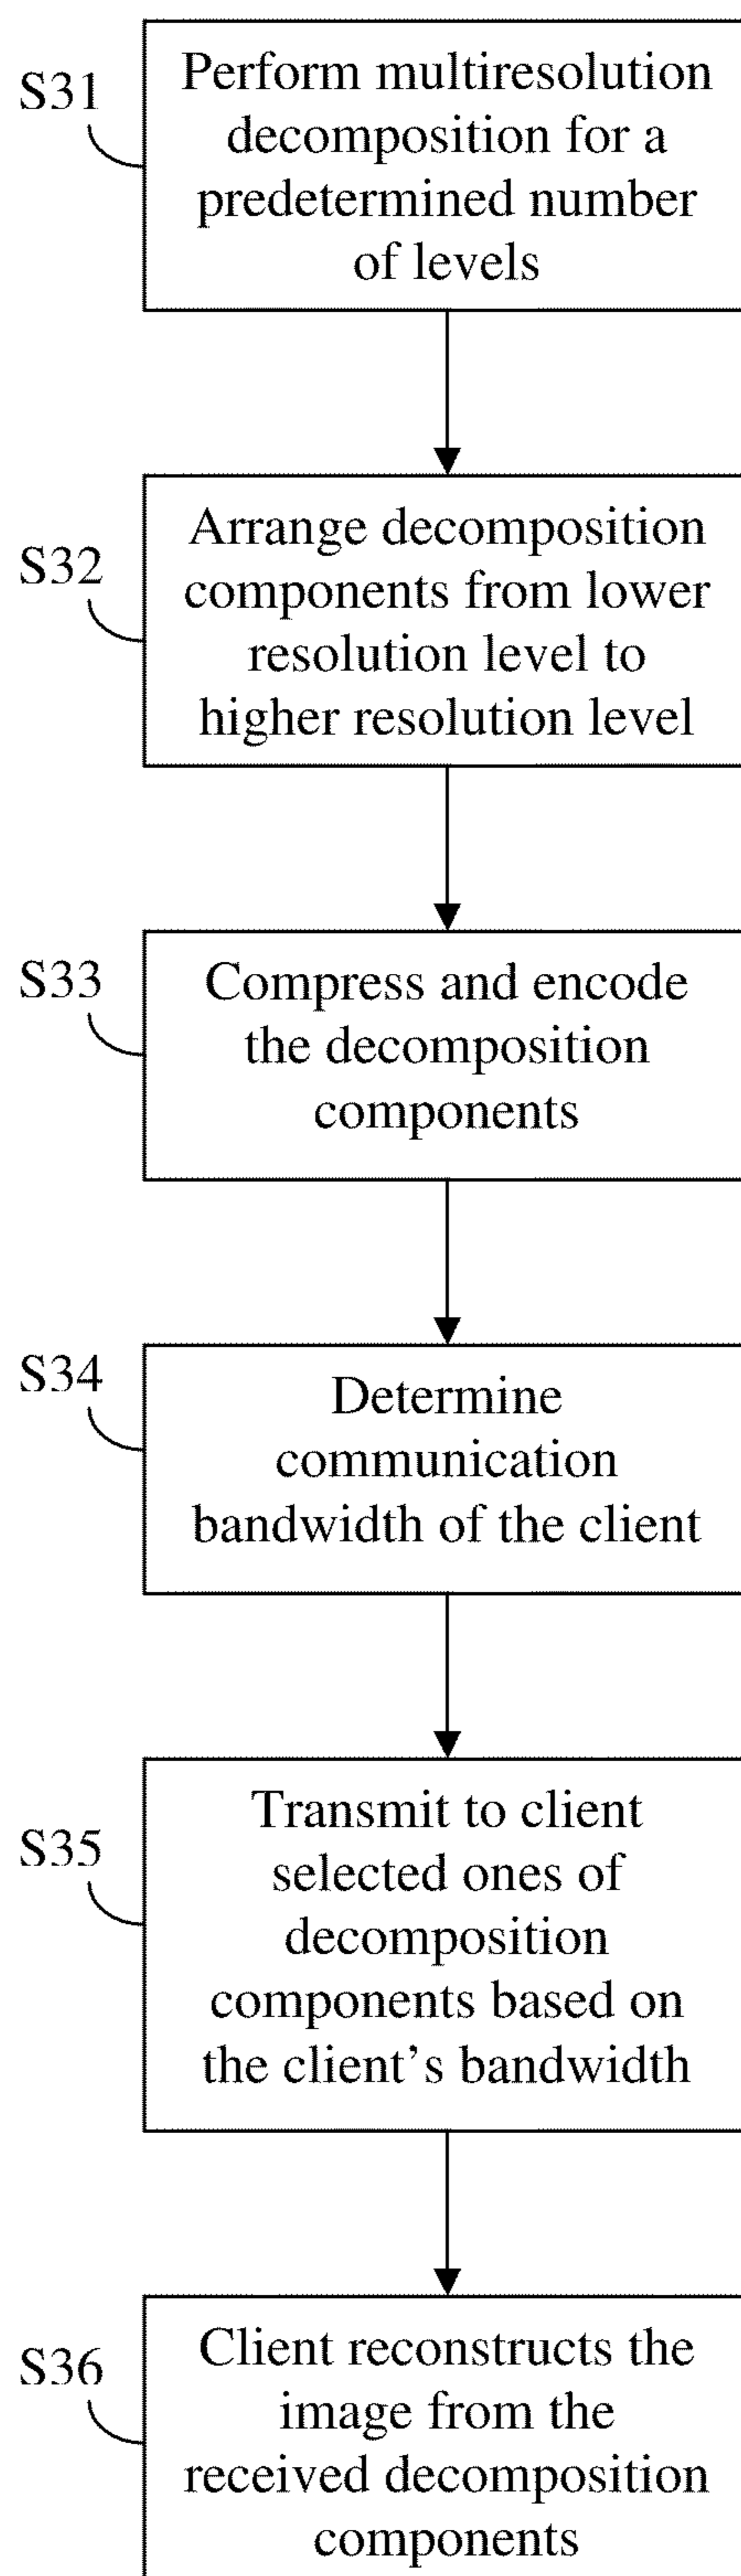 S31
Perform multiresolution
decomposition for a
predetermined number
of levels
S32
Arrange decomposition
components from lower
resolution level to
higher resolution level
S33
Compress and encode
the decomposition
components
S34
Determine
communication
bandwidth of the client
S35
Transmit to client
selected ones of
decomposition
components based on
the client’s bandwidth
S36
Client reconstructs the
image from the
received decomposition
components